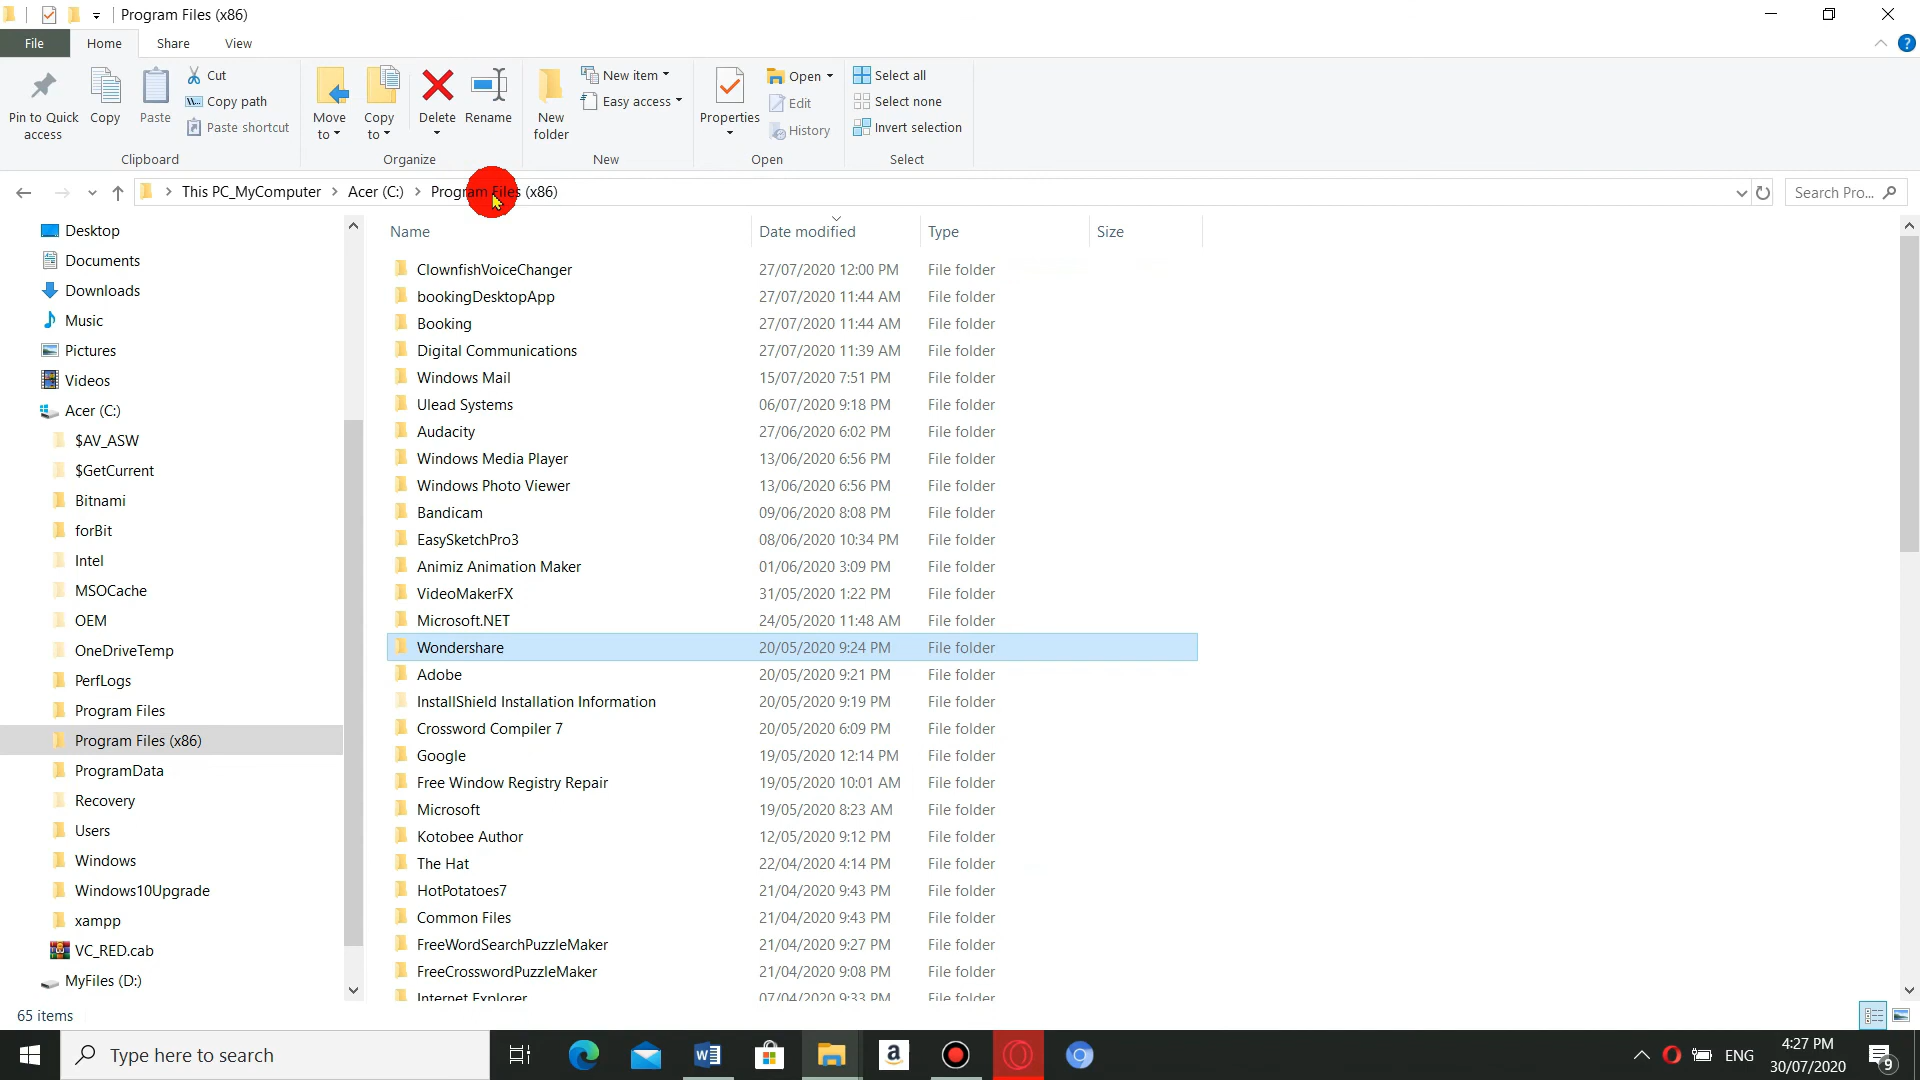 Program Files (x86)
File Home Share View
Pin to Quick access
Copy
Paste
Cut
Copy path
Paste shortcut
Clipboard
Move to
Copy to
Delete
Rename
Organize
New folder
New item
Easy access
New
Properties
Open
Edit
History
Open
Select all
Select none
Invert selection
Select
This PC_MyComputer > Acer (C:) > Program Files (x86)
Search Pro...
Desktop
Documents
Downloads
Music
Pictures
Videos
Acer (C:)
$AV_ASW
$GetCurrent
Bitnami
forBit
Intel
MSOCache
OEM
OneDriveTemp
PerfLogs
Program Files
Program Files (x86)
ProgramData
Recovery
Users
Windows
Windows10Upgrade
xampp
VC_RED.cab
MyFiles (D:)
Name Date modified Type Size
ClownfishVoiceChanger 27/07/2020 12:00 PM File folder
bookingDesktopApp 27/07/2020 11:44 AM File folder
Booking 27/07/2020 11:44 AM File folder
Digital Communications 27/07/2020 11:39 AM File folder
Windows Mail 15/07/2020 7:51 PM File folder
Ulead Systems 06/07/2020 9:18 PM File folder
Audacity 27/06/2020 6:02 PM File folder
Windows Media Player 13/06/2020 6:56 PM File folder
Windows Photo Viewer 13/06/2020 6:56 PM File folder
Bandicam 09/06/2020 8:08 PM File folder
EasySketchPro3 08/06/2020 10:34 PM File folder
Animiz Animation Maker 01/06/2020 3:09 PM File folder
VideoMakerFX 31/05/2020 1:22 PM File folder
Microsoft.NET 24/05/2020 11:48 AM File folder
Wondershare 20/05/2020 9:24 PM File folder
Adobe 20/05/2020 9:21 PM File folder
InstallShield Installation Information 20/05/2020 9:19 PM File folder
Crossword Compiler 7 20/05/2020 6:09 PM File folder
Google 19/05/2020 12:14 PM File folder
Free Window Registry Repair 19/05/2020 10:01 AM File folder
Microsoft 19/05/2020 8:23 AM File folder
Kotobee Author 12/05/2020 9:12 PM File folder
The Hat 22/04/2020 4:14 PM File folder
HotPotatoes7 21/04/2020 9:43 PM File folder
Common Files 21/04/2020 9:43 PM File folder
FreeWordSearchPuzzleMaker 21/04/2020 9:27 PM File folder
FreeCrosswordPuzzleMaker 21/04/2020 9:08 PM File folder
Internet Explorer 07/04/2020 9:33 PM File folder
65 items
Type here to search
ENG
4:27 PM
30/07/2020
9